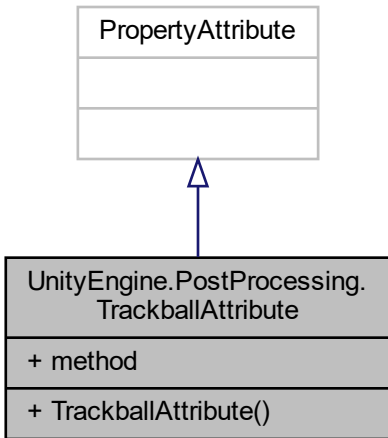 PropertyAttribute
UnityEngine.PostProcessing.
TrackballAttribute
+ method
+ TrackballAttribute()